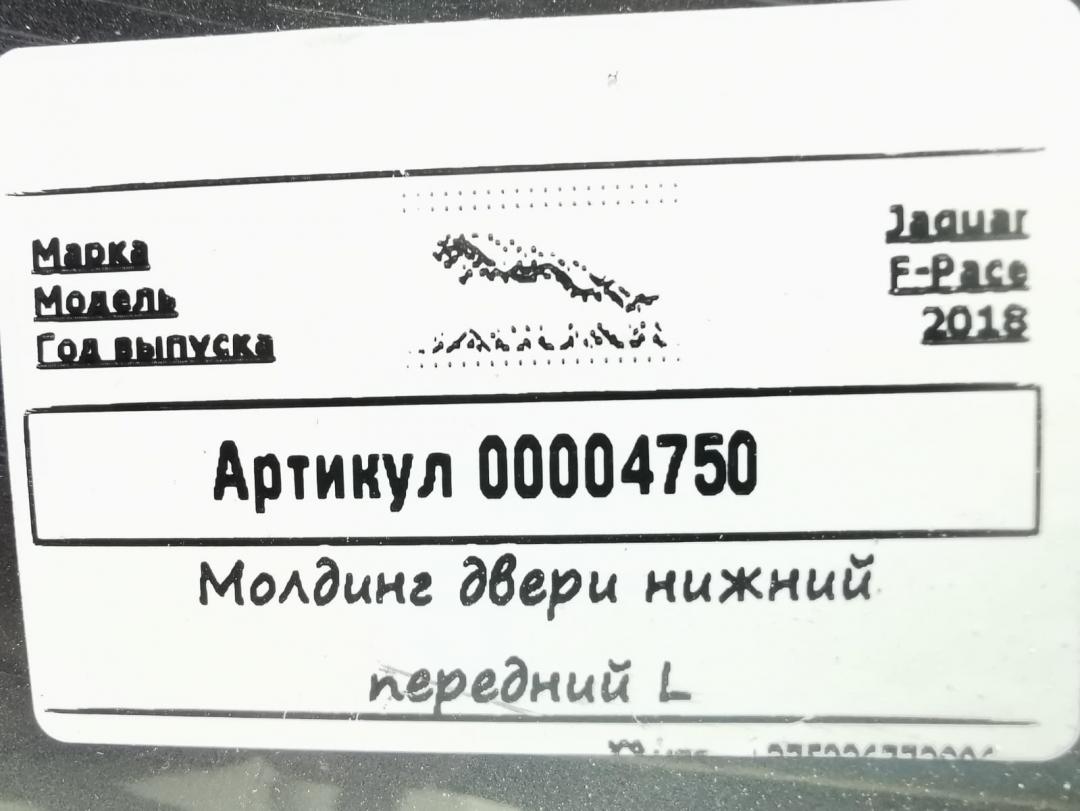 Марка
Jaguar
Модель
F-Pace
Год выпуска
2018
Артикул 00004750
Молдинг двери нижний
передний L